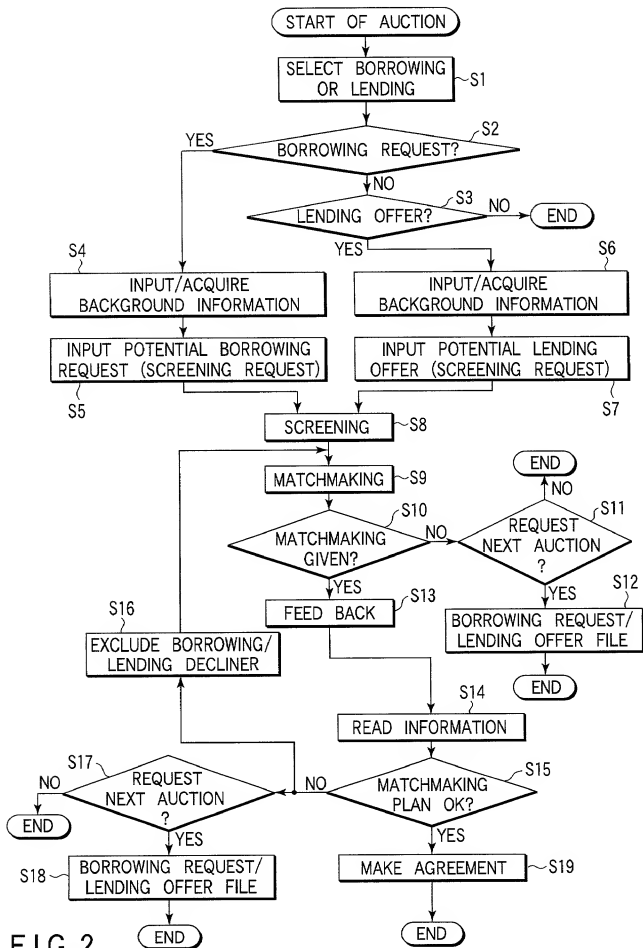 START OF AUCTION
SELECT BORROWING
OR LENDING
S1
S2
YES
BORROWING REQUEST?
NO
S3
LENDING OFFER?
NO
END
YES
S4
INPUT/ACQUIRE
BACKGROUND INFORMATION
S6
INPUT/ACQUIRE
BACKGROUND INFORMATION
INPUT POTENTIAL BORROWING
REQUEST (SCREENING REQUEST)
S5
INPUT POTENTIAL LENDING
OFFER (SCREENING REQUEST)
S7
SCREENING
S8
MATCHMAKING
S9
END
NO
S10
MATCHMAKING
GIVEN?
NO
S11
REQUEST
NEXT AUCTION
?
YES
YES
S13
FEED BACK
S12
BORROWING REQUEST/
LENDING OFFER FILE
END
S16
EXCLUDE BORROWING/
LENDING DECLINER
S14
READ INFORMATION
S17
NO
REQUEST
NEXT AUCTION
?
END
YES
NO
S15
MATCHMAKING
PLAN OK?
YES
S18
BORROWING REQUEST/
LENDING OFFER FILE
END
MAKE AGREEMENT
S19
END
FIG. 2